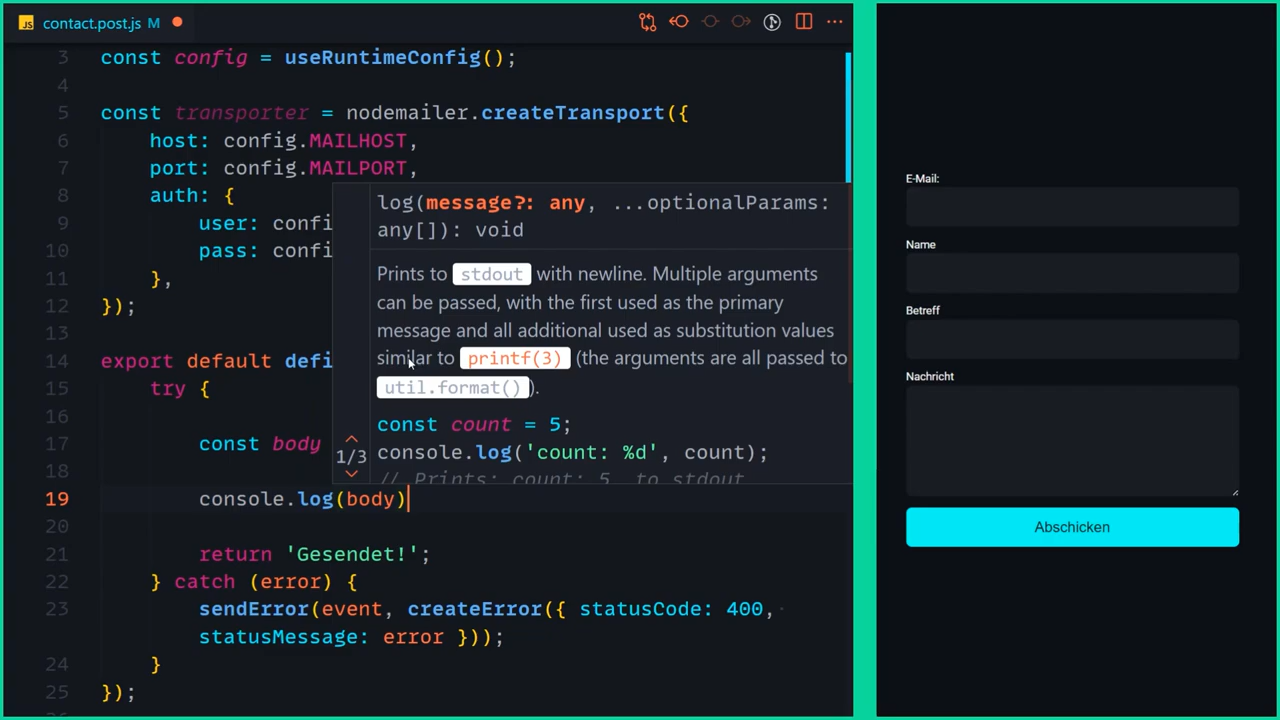 JS contact.post.js M
3 const config = useRuntimeConfig();
4
5 const transporter = nodemailer.createTransport({
6 host: config.MAILHOST,
7 port: config.MAILPORT,
8 auth: {
9 user: confi
10 pass: confi
11 },
12 });
13
14 export default defi
15 try {
16
17 const body
18
19 console.log(body)
20
21 return 'Gesendet!';
22 } catch (error) {
23 sendError(event, createError({ statusCode: 400,
statusMessage: error }));
24 }
25 });
log(message?: any, ...optionalParams:
any[]): void
Prints to stdout with newline. Multiple arguments
can be passed, with the first used as the primary
message and all additional used as substitution values
similar to printf(3) (the arguments are all passed to
util.format()).
const count = 5;
console.log('count: %d', count);
// Prints: count: 5, to stdout
1/3
E-Mail:
Name
Betreff
Nachricht
Abschicken